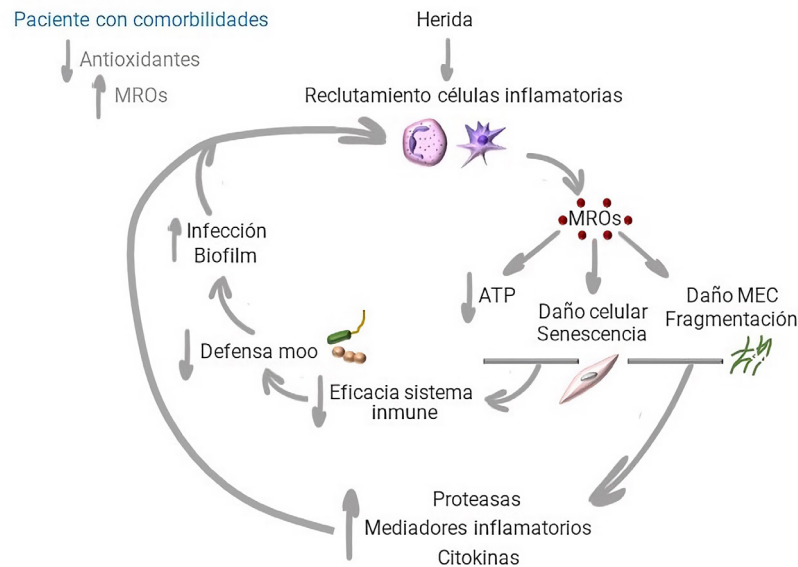 Paciente con comorbilidades
Antioxidantes
MROs
Herida
Reclutamiento células inflamatorias
MROs
ATP
Daño celular
Senescencia
Daño MEC
Fragmentación
Infección
Biofilm
Defensa moo
Eficacia sistema
inmune
Proteasas
Mediadores inflamatorios
Citokinas